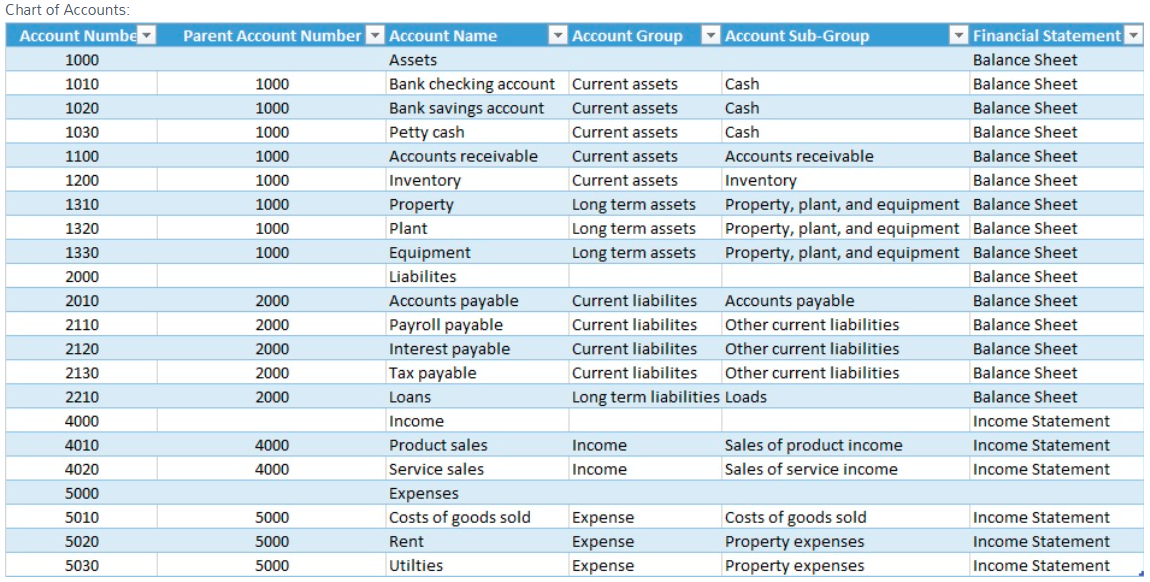 Chart of Accounts:
Account Numbe Parent Account Number Account Name Account Group Account Sub-Group Financial Statement
1000 Assets Balance Sheet
1010 1000 Bank checking account Current assets Cash Balance Sheet
1020 1000 Bank savings account Current assets Cash Balance Sheet
1030 1000 Petty cash Current assets Cash Balance Sheet
1100 1000 Accounts receivable Current assets Accounts receivable Balance Sheet
1200 1000 Inventory Current assets Inventory Balance Sheet
1310 1000 Property Long term assets Property, plant, and equipment Balance Sheet
1320 1000 Plant Long term assets Property, plant, and equipment Balance Sheet
1330 1000 Equipment Long term assets Property, plant, and equipment Balance Sheet
2000 Liabilites Balance Sheet
2010 2000 Accounts payable Current liabilites Accounts payable Balance Sheet
2110 2000 Payroll payable Current liabilites Other current liabilities Balance Sheet
2120 2000 Interest payable Current liabilites Other current liabilities Balance Sheet
2130 2000 Tax payable Current liabilites Other current liabilities Balance Sheet
2210 2000 Loans Long term liabilities Loads Balance Sheet
4000 Income Income Statement
4010 4000 Product sales Income Sales of product income Income Statement
4020 4000 Service sales Income Sales of service income Income Statement
5000 Expenses
5010 5000 Costs of goods sold Expense Costs of goods sold Income Statement
5020 5000 Rent Expense Property expenses Income Statement
5030 5000 Utilties Expense Property expenses Income Statement